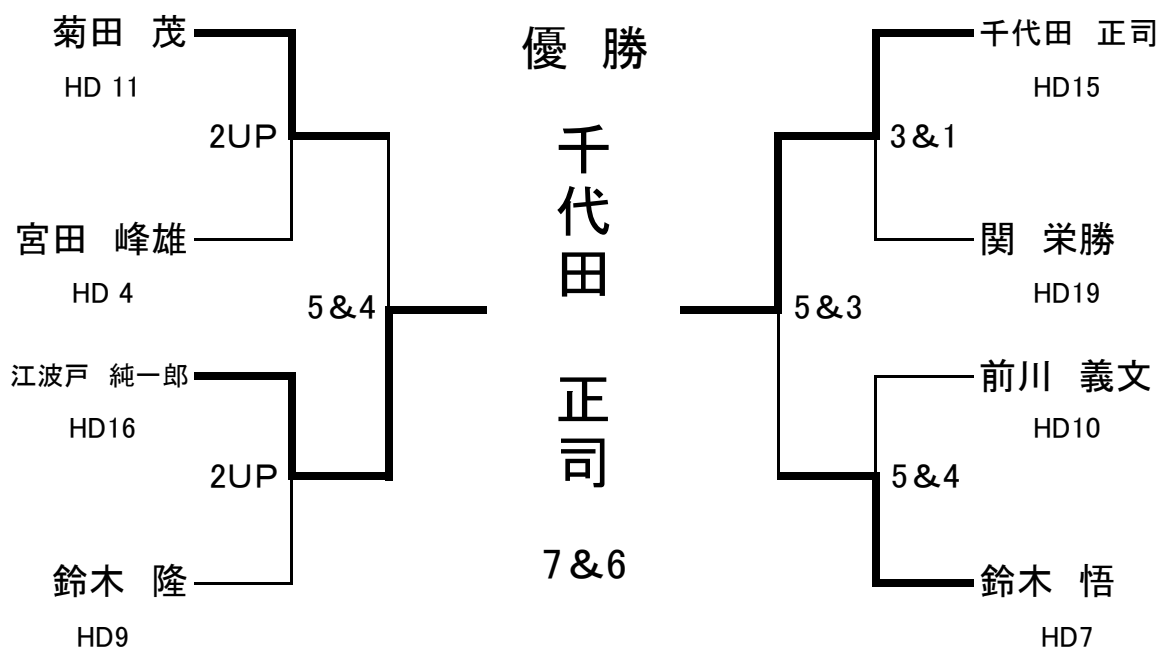 菊田　茂
HD 11
2UP
宮田　峰雄
HD 4
5&4
江波戸　純一郎
HD16
2UP
鈴木　隆
HD9
優　勝
千代田　正司
7&6
千代田　正司
HD15
3&1
関　栄勝
HD19
5&3
前川　義文
HD10
5&4
鈴木　悟
HD7